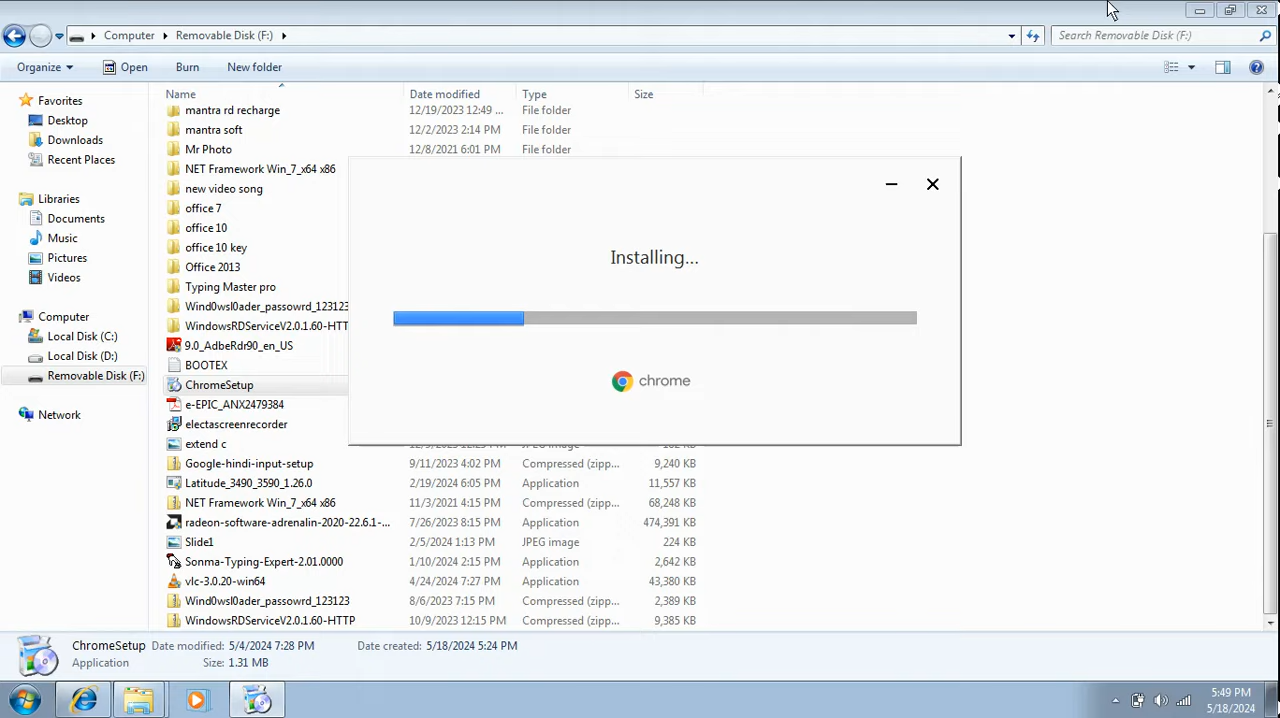 Computer
Removable Disk (F:)
Search Removable Disk (F:)
Organize
Open
Burn
New folder
Name
Date modified
Type
Size
Favorites
Desktop
Downloads
Recent Places
Libraries
Documents
Music
Pictures
Videos
Computer
Local Disk (C:)
Local Disk (D:)
Removable Disk (F:)
Network
mantra rd recharge 12/19/2023 12:49 ... File folder
mantra soft 12/2/2023 2:14 PM File folder
Mr Photo 12/8/2021 6:01 PM File folder
NET Framework Win_7_x64 x86
new video song
office 7
office 10
office 10 key
Office 2013
Typing Master pro
Wind0wsl0ader_passowrd_123123
WindowsRDServiceV2.0.1.60-HTT
9.0_AdbeRdr90_en_US
BOOTEX
ChromeSetup
e-EPIC_ANX2479384
electascreenrecorder
extend c
Google-hindi-input-setup 9/11/2023 4:02 PM Compressed (zipp... 9,240 KB
Latitude_3490_3590_1.26.0 2/19/2024 6:05 PM Application 11,557 KB
NET Framework Win_7_x64 x86 11/3/2021 4:15 PM Compressed (zipp... 68,248 KB
radeon-software-adrenalin-2020-22.6.1-... 7/26/2023 8:15 PM Application 474,391 KB
Slide1 2/5/2024 1:13 PM JPEG image 224 KB
Sonma-Typing-Expert-2.01.0000 1/10/2024 2:15 PM Application 2,642 KB
vlc-3.0.20-win64 4/24/2024 7:27 PM Application 43,380 KB
Wind0wsl0ader_passowrd_123123 8/6/2023 7:15 PM Compressed (zipp... 2,389 KB
WindowsRDServiceV2.0.1.60-HTTP 10/9/2023 12:15 PM Compressed (zipp... 9,385 KB
Installing...
chrome
ChromeSetup Date modified: 5/4/2024 7:28 PM Date created: 5/18/2024 5:24 PM
Application Size: 1.31 MB
5:49 PM
5/18/2024